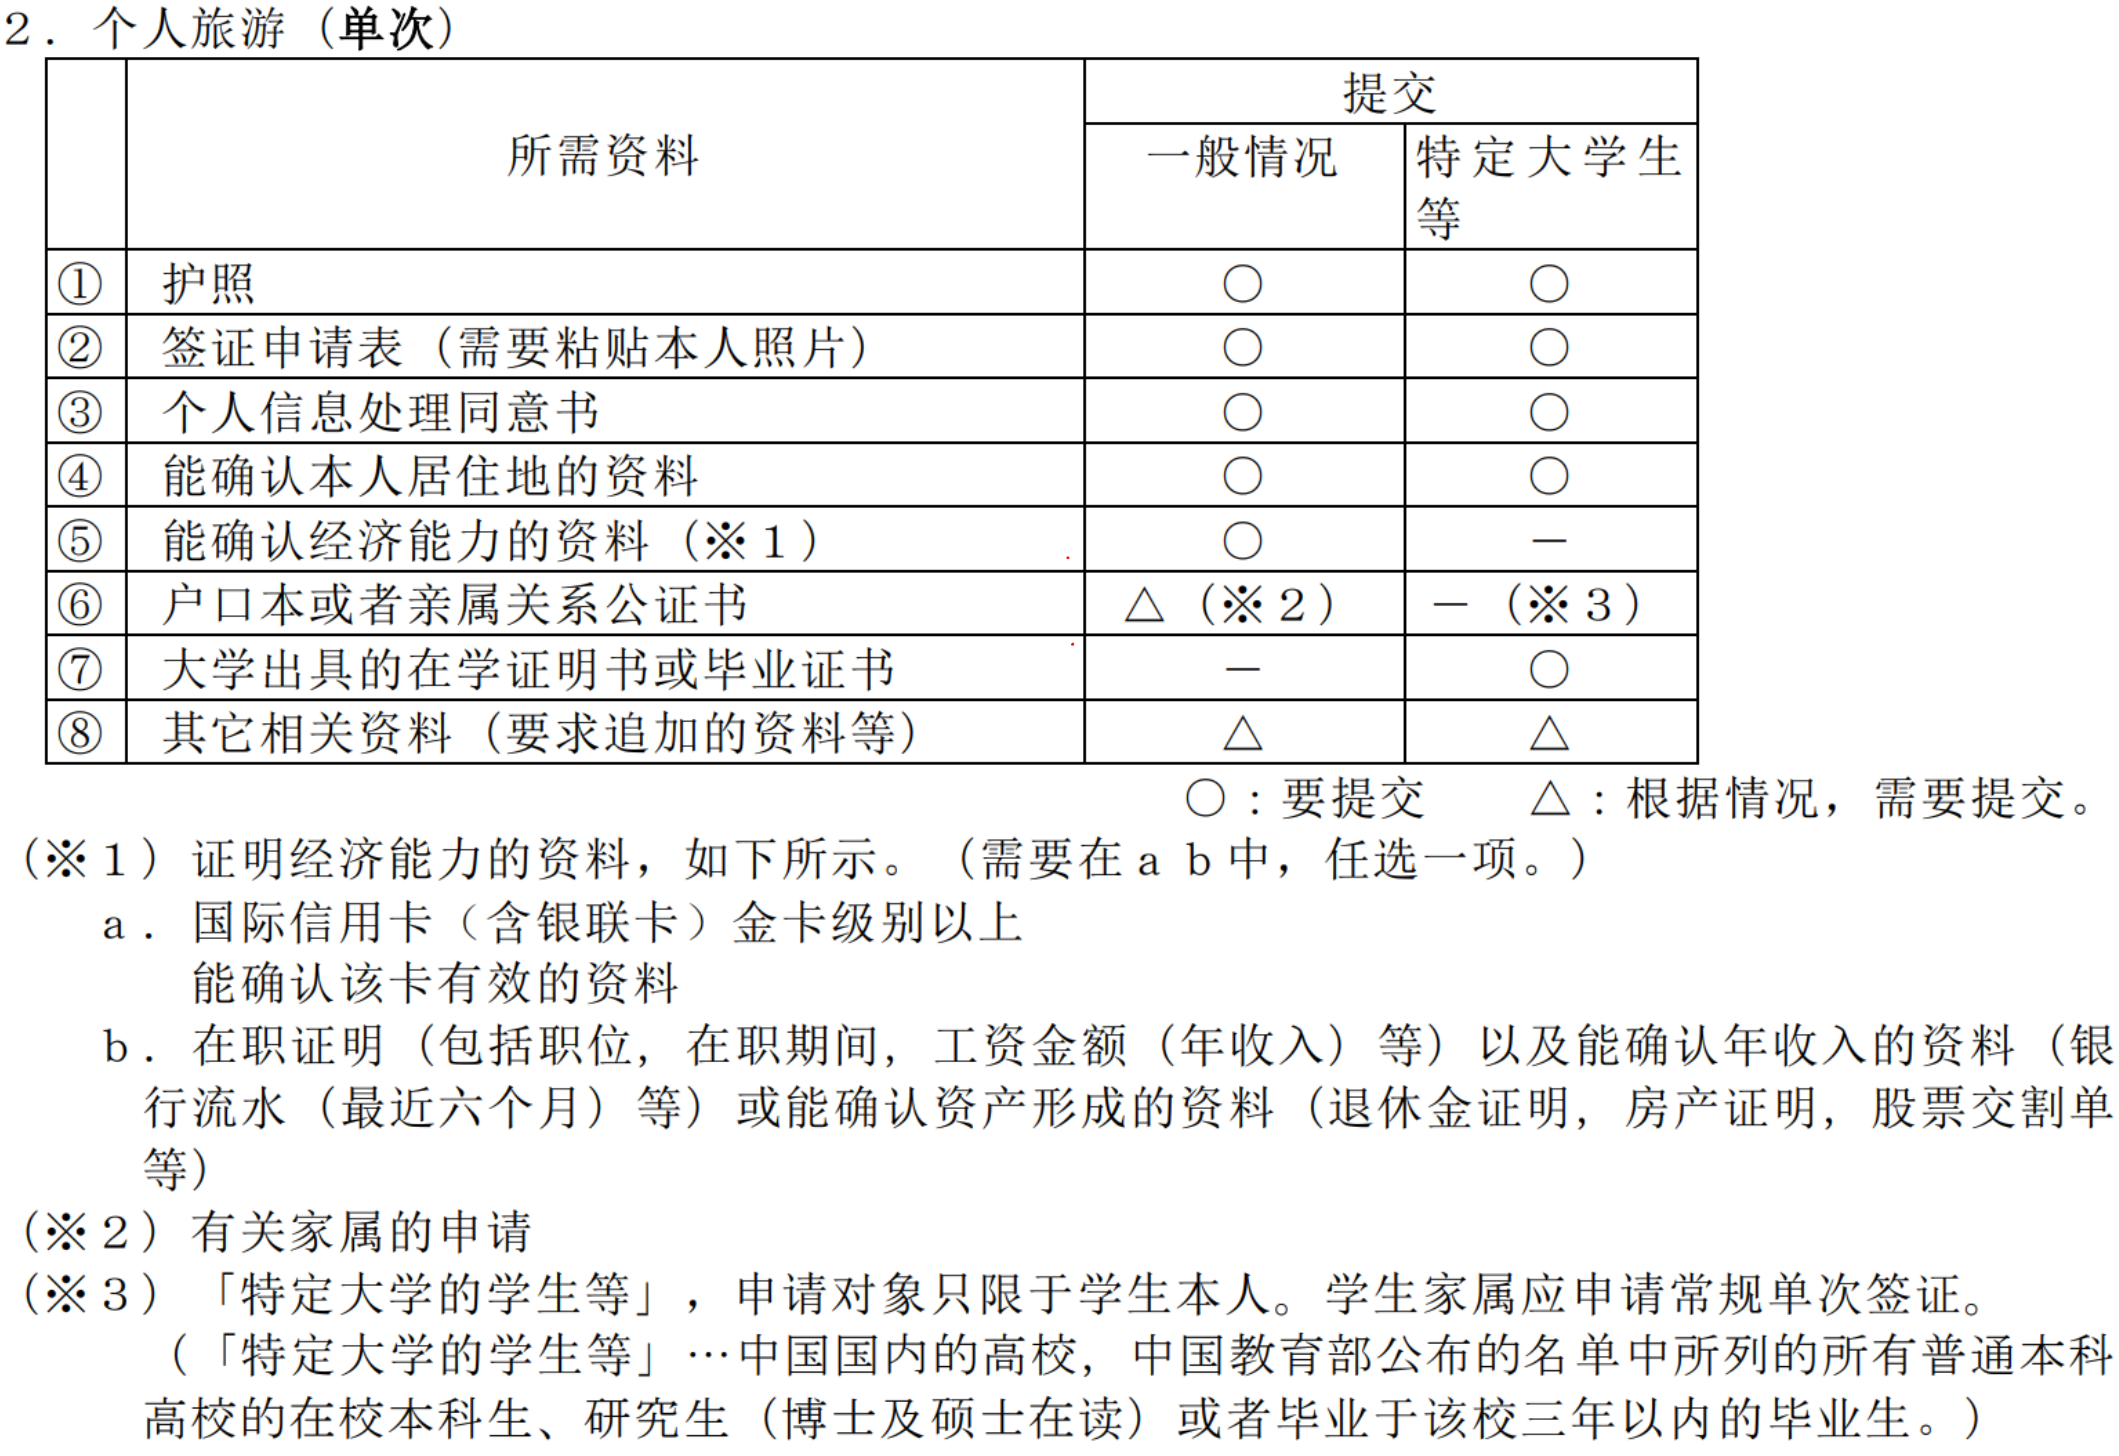 ２．个人旅游（单次）
所需资料 提交
一般情况 特定大学生等
① 护照 ○ ○
② 签证申请表（需要粘贴本人照片） ○ ○
③ 个人信息处理同意书 ○ ○
④ 能确认本人居住地的资料 ○ ○
⑤ 能确认经济能力的资料（※１） ○ －
⑥ 户口本或者亲属关系公证书 △（※２） －（※３）
⑦ 大学出具的在学证明书或毕业证书 － ○
⑧ 其它相关资料（要求追加的资料等） △ △
○：要提交 △：根据情况，需要提交。
（※１）证明经济能力的资料，如下所示。（需要在ａ ｂ中，任选一项。）
ａ．国际信用卡（含银联卡）金卡级别以上
能确认该卡有效的资料
ｂ．在职证明（包括职位，在职期间，工资金额（年收入）等）以及能确认年收入的资料（银
行流水（最近六个月）等）或能确认资产形成的资料（退休金证明，房产证明，股票交割单
等）
（※２）有关家属的申请
（※３）「特定大学的学生等」，申请对象只限于学生本人。学生家属应申请常规单次签证。
（「特定大学的学生等」…中国国内的高校，中国教育部公布的名单中所列的所有普通本科
高校的在校本科生、研究生（博士及硕士在读）或者毕业于该校三年以内的毕业生。）